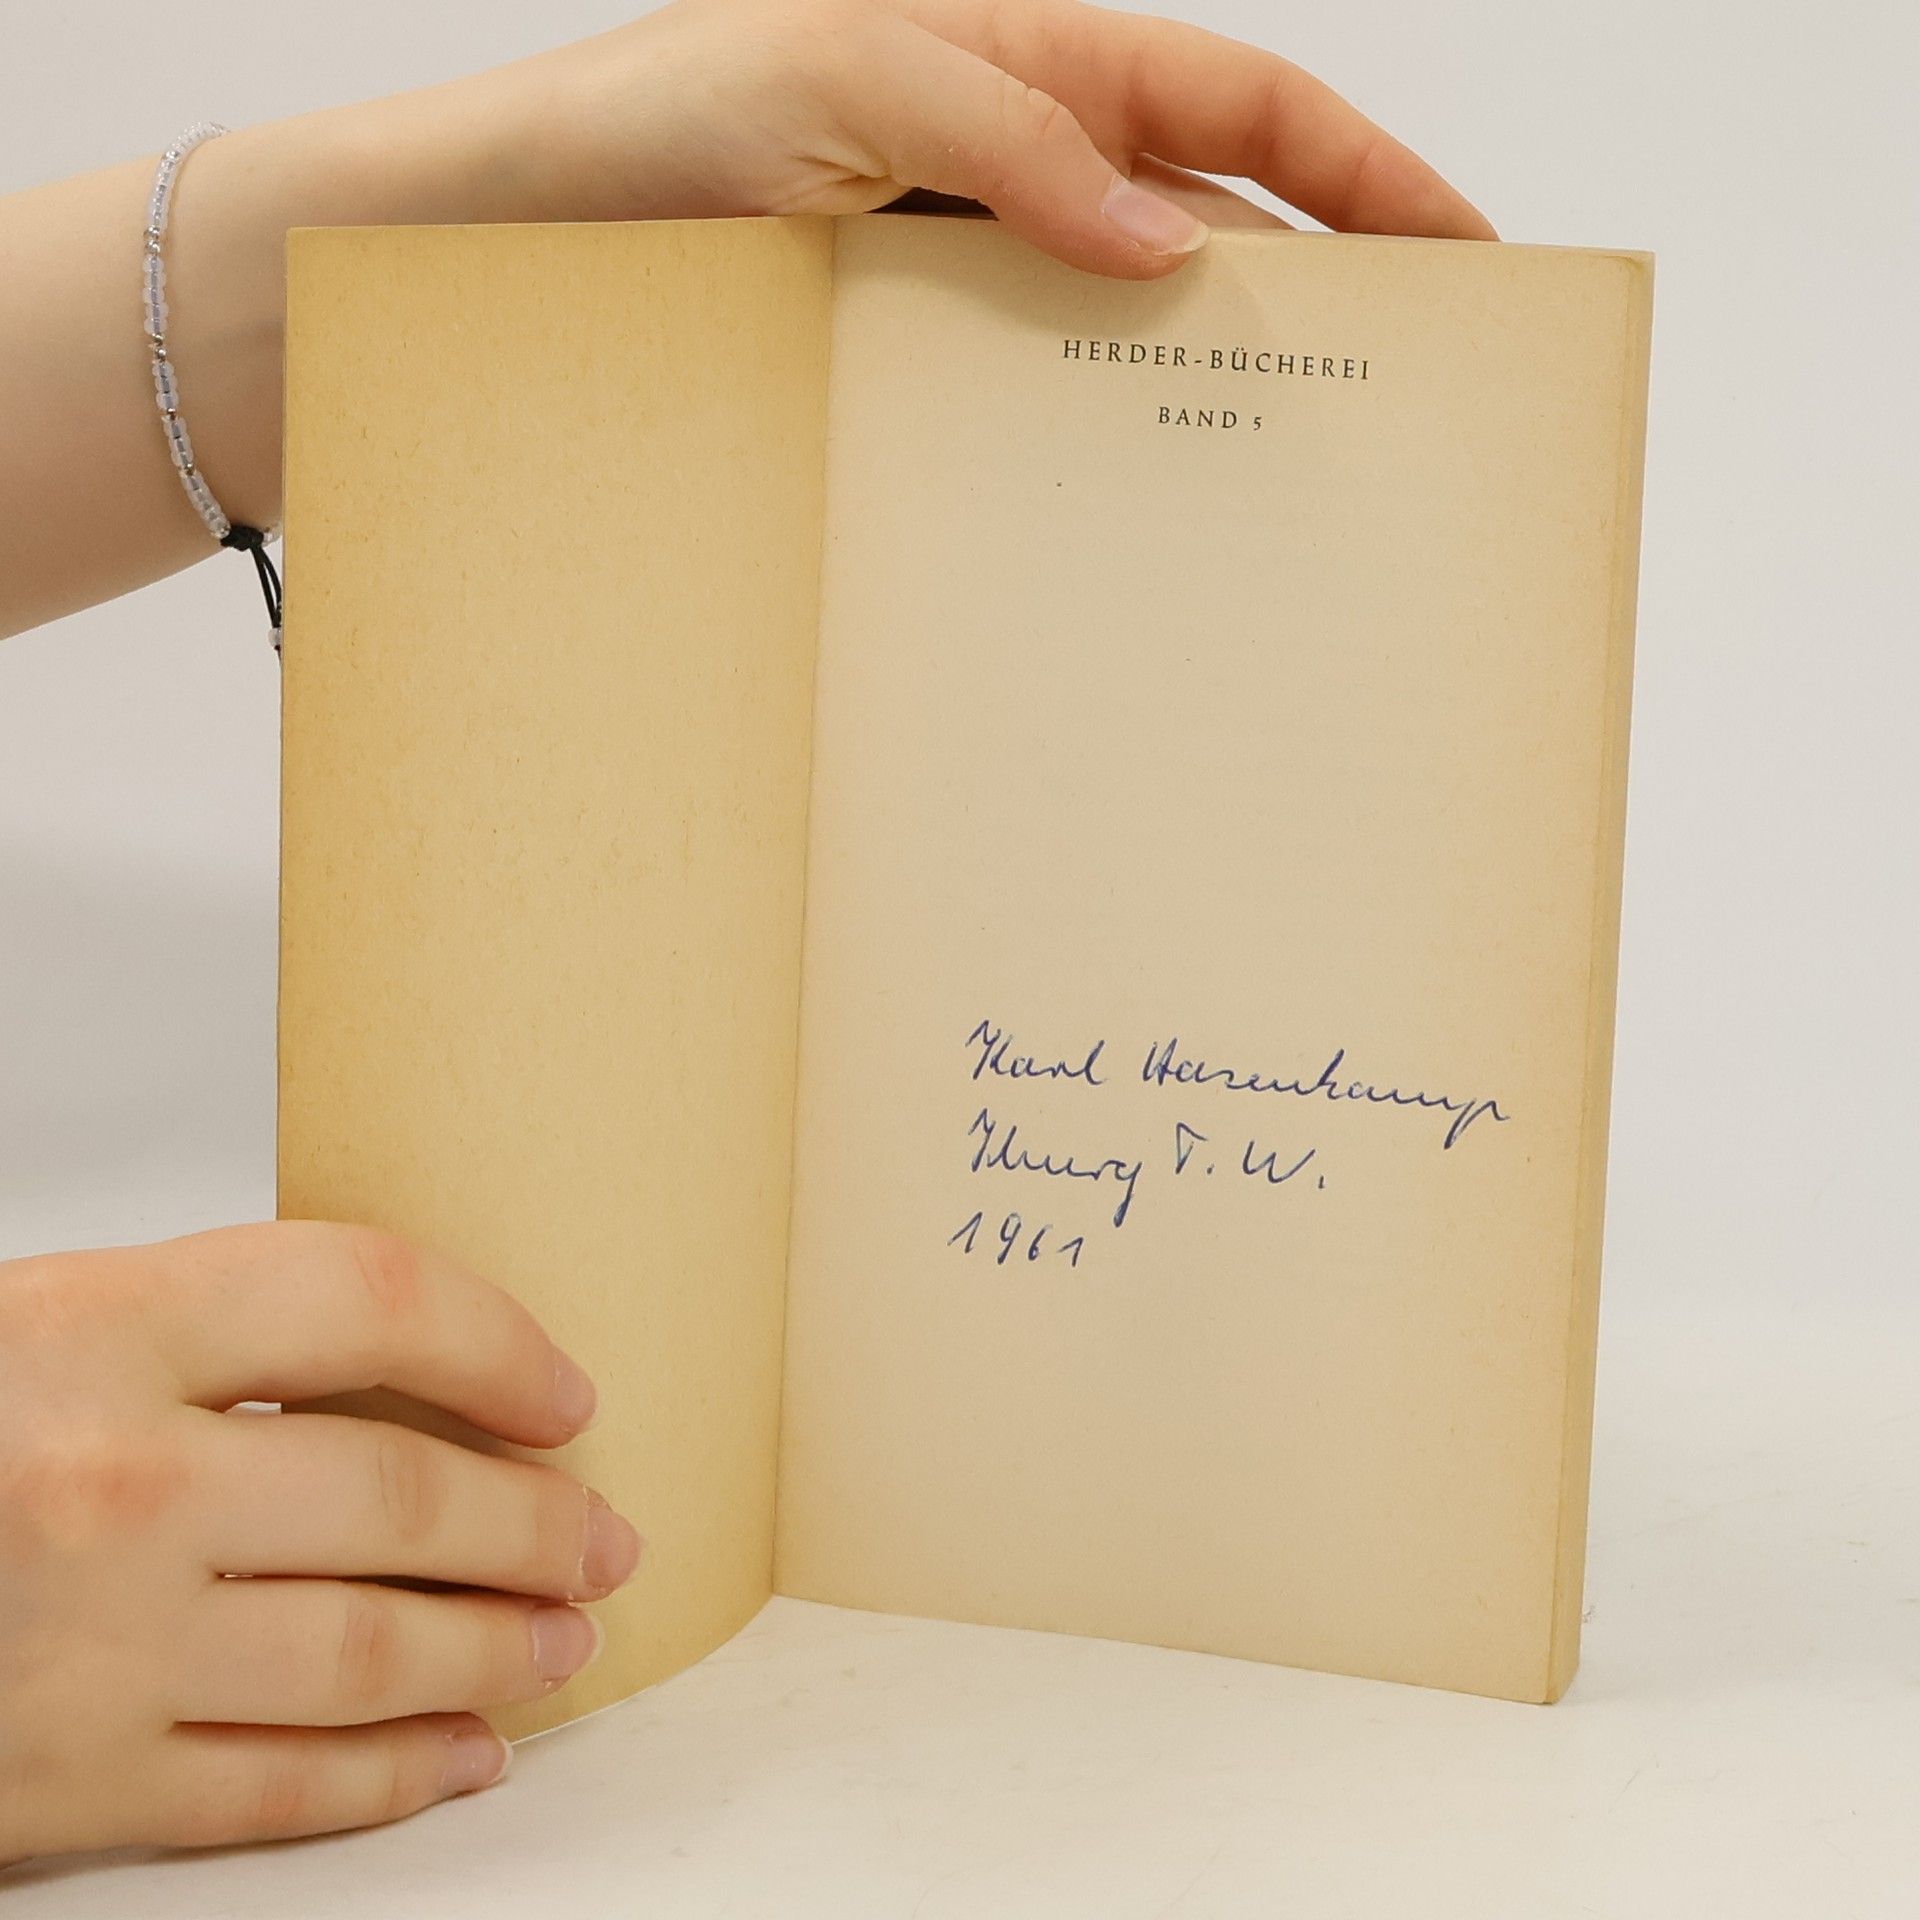 HERDER-BÜCHEREI
BAND 5
Karl Hasenkamp
T. W.
1961